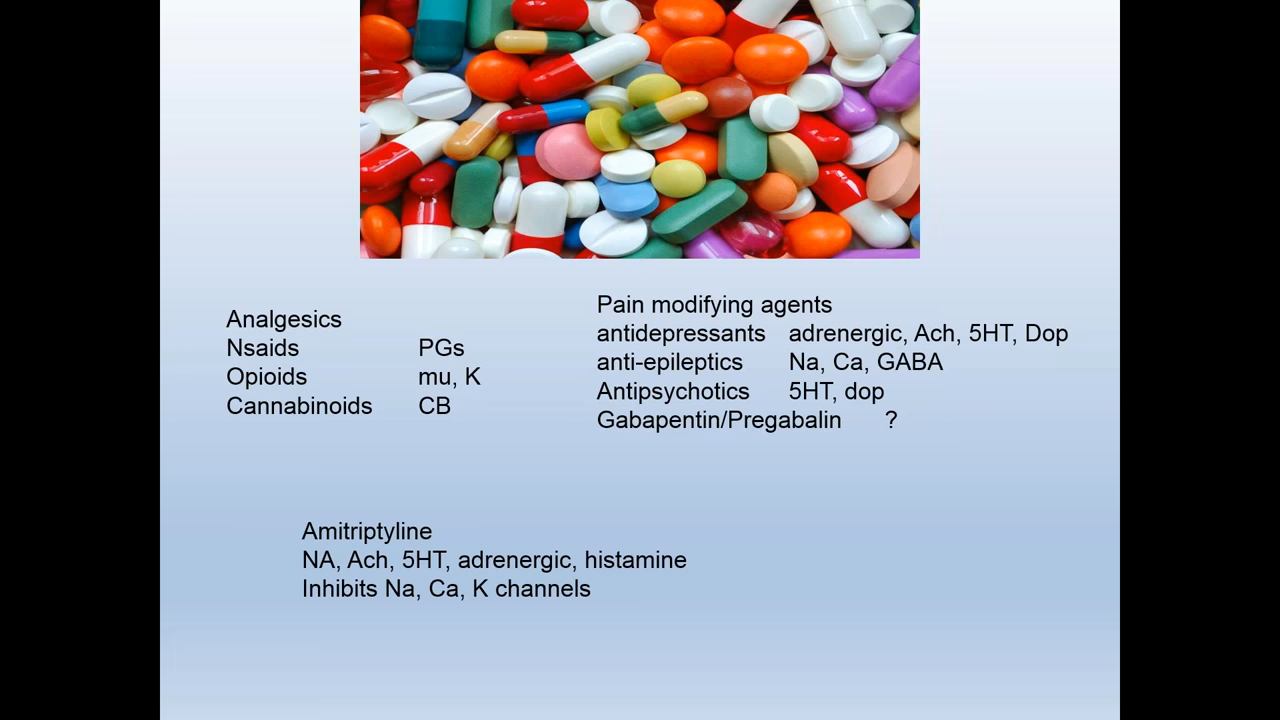 Analgesics
Nsaids PGs
Opioids mu, K
Cannabinoids CB
Pain modifying agents
antidepressants adrenergic, Ach, 5HT, Dop
anti-epileptics Na, Ca, GABA
Antipsychotics 5HT, dop
Gabapentin/Pregabalin ?
Amitriptyline
NA, Ach, 5HT, adrenergic, histamine
Inhibits Na, Ca, K channels